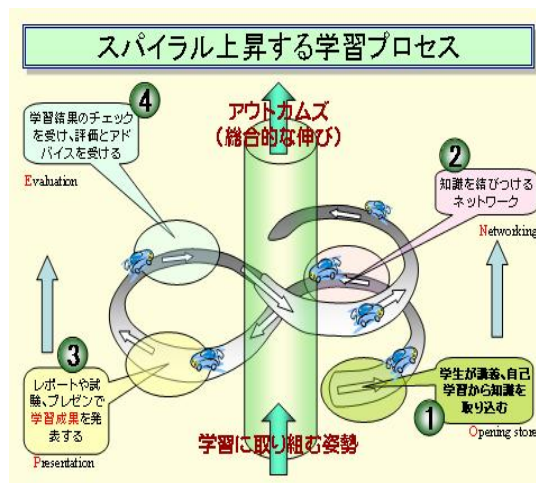 スパイラル上昇する学習プロセス
4
学習結果のチェック
を受け、評価とアド
バイスを受ける
Evaluation
アウトカムズ
（総合的な伸び）
2
知識を結びつける
ネットワーク
Networking
3
レポートや試
験、プレゼンで
学習成果を発
表する
Presentation
学生が講義、自己
学習から知識を
取り込む
1
Opening store
学習に取り組む姿勢